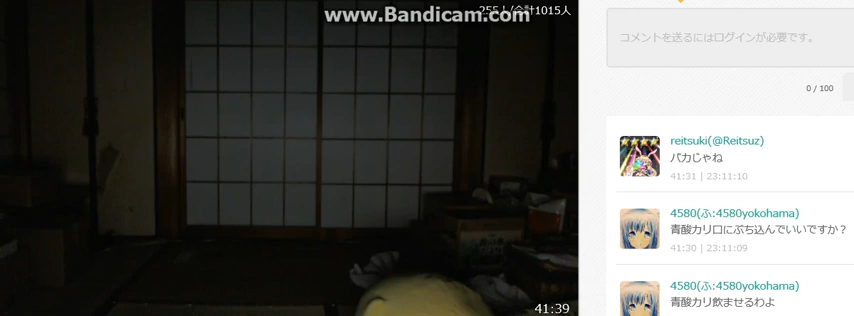 www.Bandicam.com
255人/合計1015人
41:39
コメントを送るにはログインが必要です。
0 / 100
reitsuki(@Reitsuz)
バカじゃね
41:31 | 23:11:10
4580(ふ:4580yokohama)
青酸カリ口にぶち込んでいいですか？
41:30 | 23:11:09
4580(ふ:4580yokohama)
青酸カリ飲ませるわよ